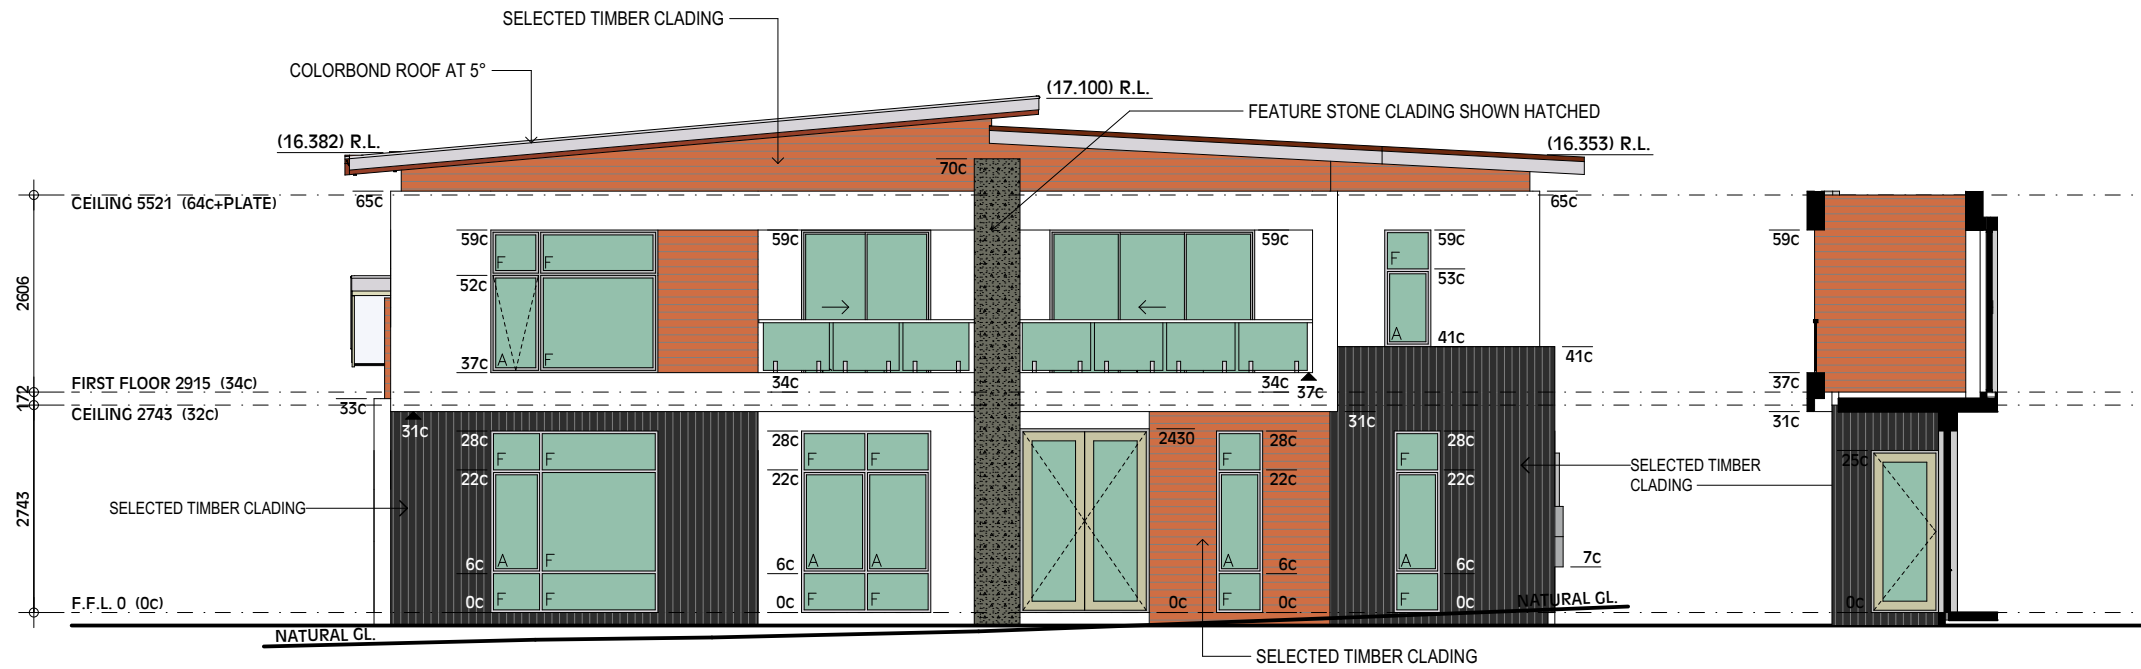 SELECTED TIMBER CLADING
COLORBOND ROOF AT 5°
(17.100) R.L.
FEATURE STONE CLADING SHOWN HATCHED
(16.382) R.L.
(16.353) R.L.
70c
CEILING 5521 (64c+PLATE)
65c
65c
59c
F
F
59c
59c
59c
F
59c
52c
53c
2606
A
F
37c
A
41c
41c
FIRST FLOOR 2915 (34c)
34c
34c
37c
37c
172
CEILING 2743 (32c)
33c
31c
31c
31c
28c
F
F
28c
F
F
2430
F
28c
F
28c
25c
22c
22c
22c
22c
SELECTED TIMBER
CLADING
2743
SELECTED TIMBER CLADING
A
F
6c
A
A
6c
A
6c
A
6c
7c
F.F.L. 0 (0c)
0c
F
F
0c
F
F
0c
F
0c
F
0c
NATURAL GL.
0c
NATURAL GL.
SELECTED TIMBER CLADING